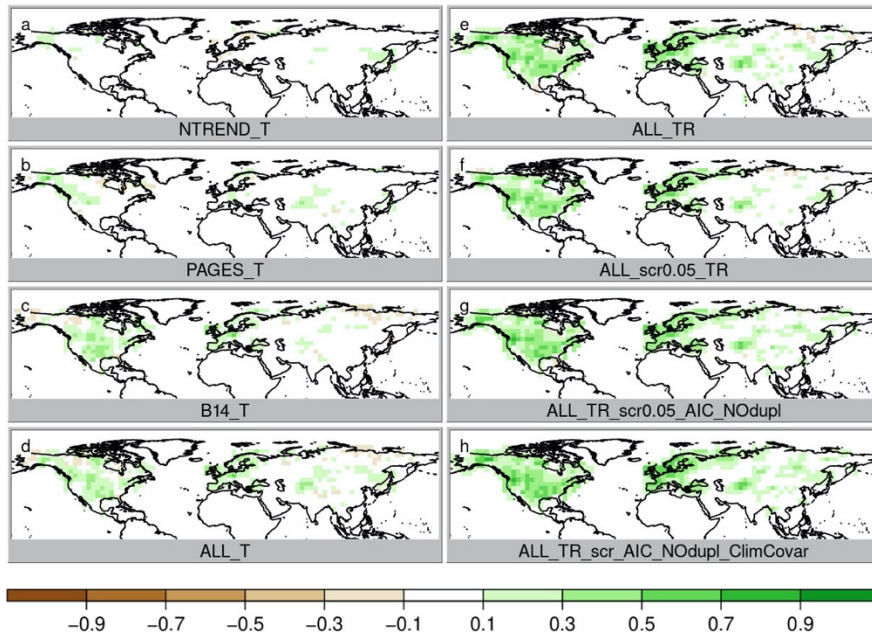 a
NTREND_T
b
PAGES_T
c
B14_T
d
ALL_T
e
ALL_TR
f
ALL_scr0.05_TR
g
ALL_TR_scr0.05_AIC_NOdupl
h
ALL_TR_scr_AIC_NOdupl_ClimCovar
−0.9 −0.7 −0.5 −0.3 −0.1 0.1 0.3 0.5 0.7 0.9